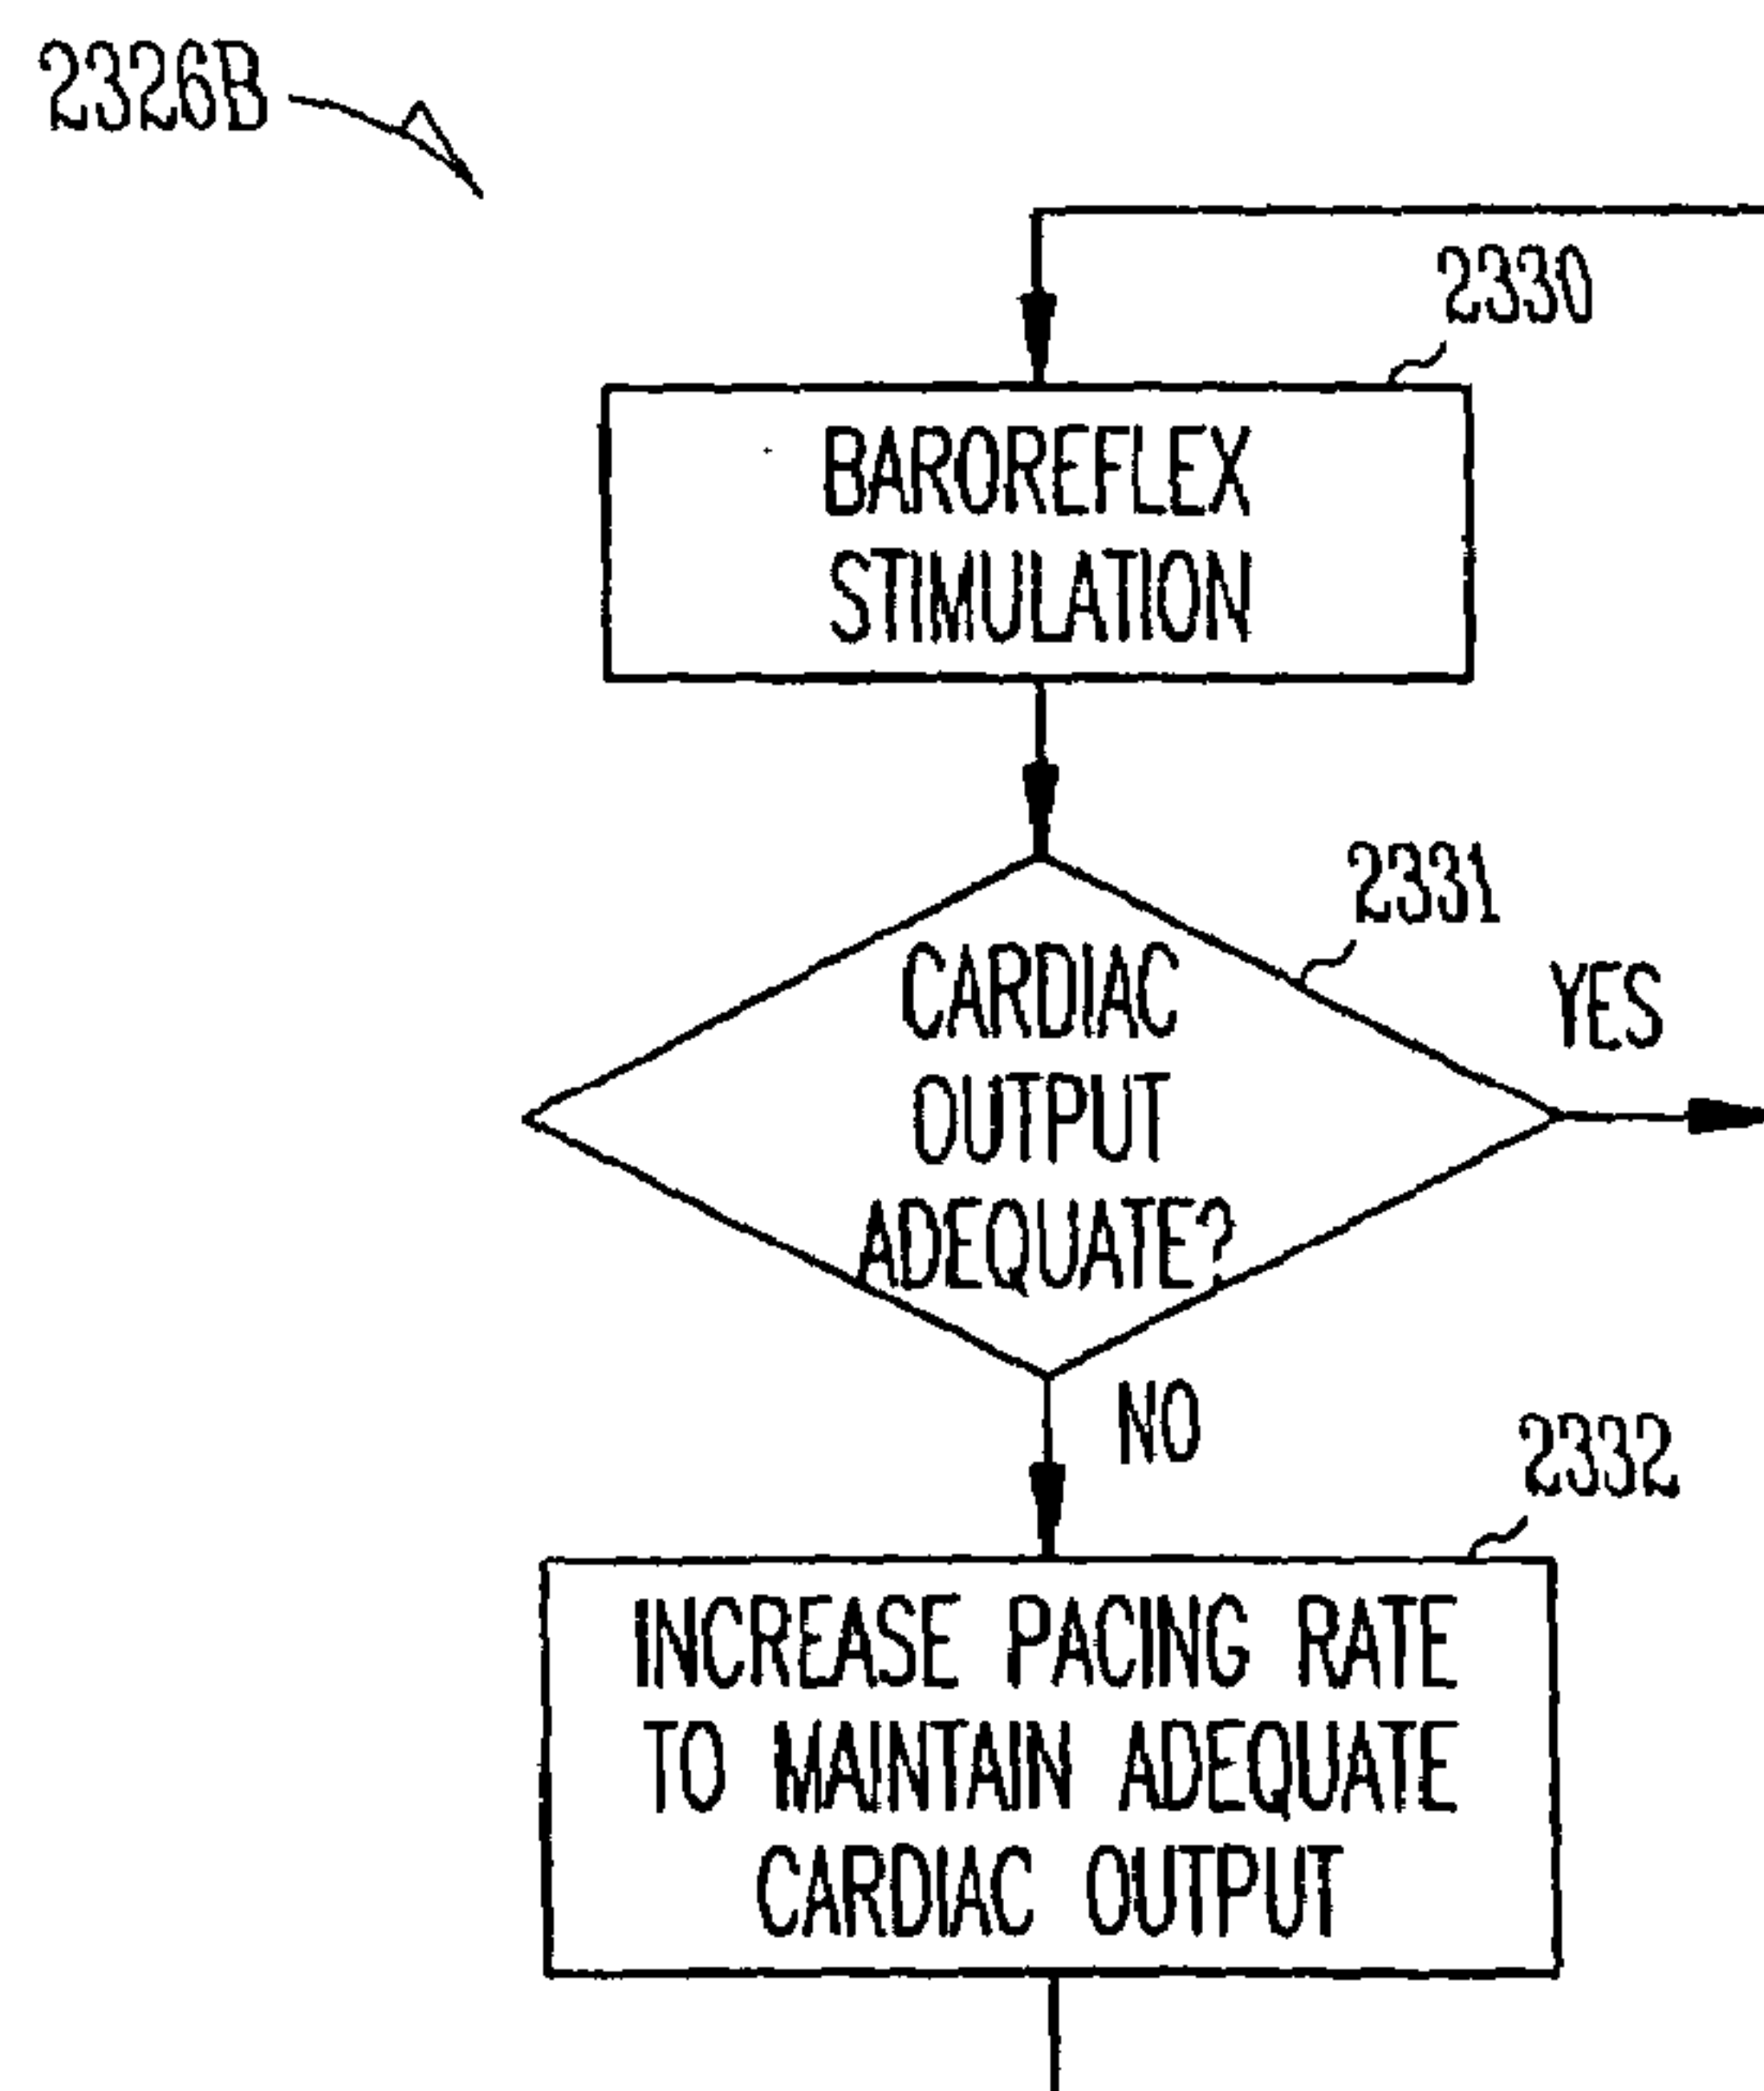 2326B
2330
BAROREFLEX
STIMULATION
2331
CARDIAC
OUTPUT
ADEQUATE?
YES
NO
2332
INCREASE PACING RATE
TO MAINTAIN ADEQUATE
CARDIAC OUTPUT